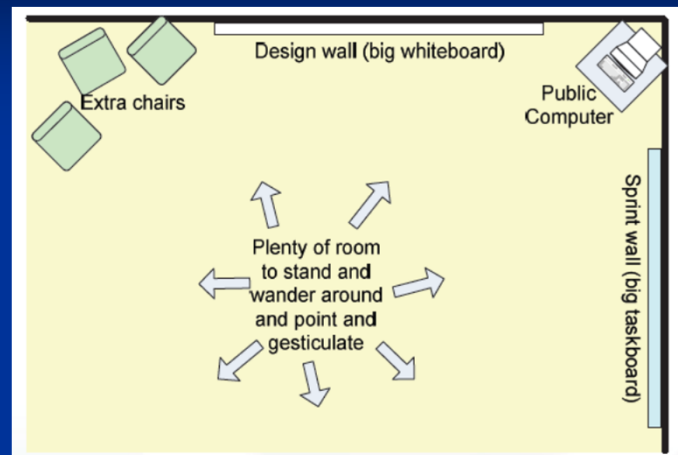 Design wall (big whiteboard)
Extra chairs
Public
Computer
Sprint wall (big taskboard)
Plenty of room
to stand and
wander around
and point and
gesticulate